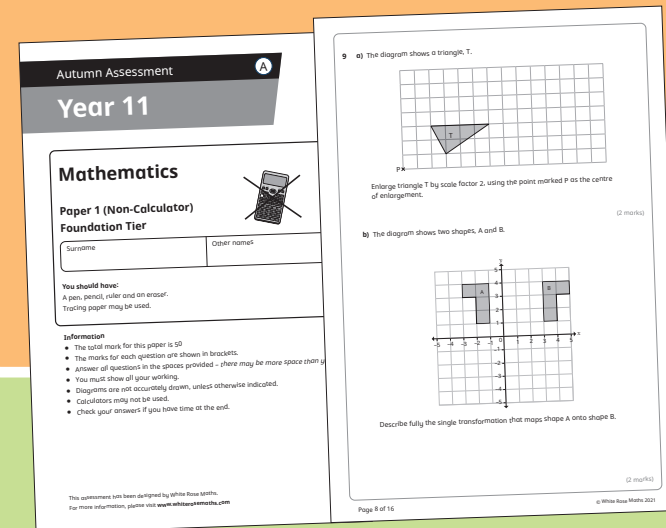 Autumn Assessment
A
Year 11
Mathematics
Paper 1 (Non-Calculator)
Foundation Tier
Surname
Other names
You should have:
A pen, pencil, ruler and an eraser.
Tracing paper may be used.
Information
• The total mark for this paper is 50
• The marks for each question are shown in brackets.
• Answer all questions in the spaces provided – there may be more space than y
• You must show all your working.
• Diagrams are not accurately drawn, unless otherwise indicated.
• Calculators may not be used.
• Check your answers if you have time at the end.
This assessment has been designed by White Rose Maths.
For more information, please visit www.whiterosemaths.com
9 a) The diagram shows a triangle, T.
T
P×
Enlarge triangle T by scale factor 2, using the point marked P as the centre
of enlargement.
(2 marks)
b) The diagram shows two shapes, A and B.
y
5
4
3
2
1
A
B
-5 -4 -3 -2 -1 0 1 2 3 4 5 x
-1
-2
-3
-4
-5
Describe fully the single transformation that maps shape A onto shape B.
(2 marks)
Page 8 of 16
© White Rose Maths 2021